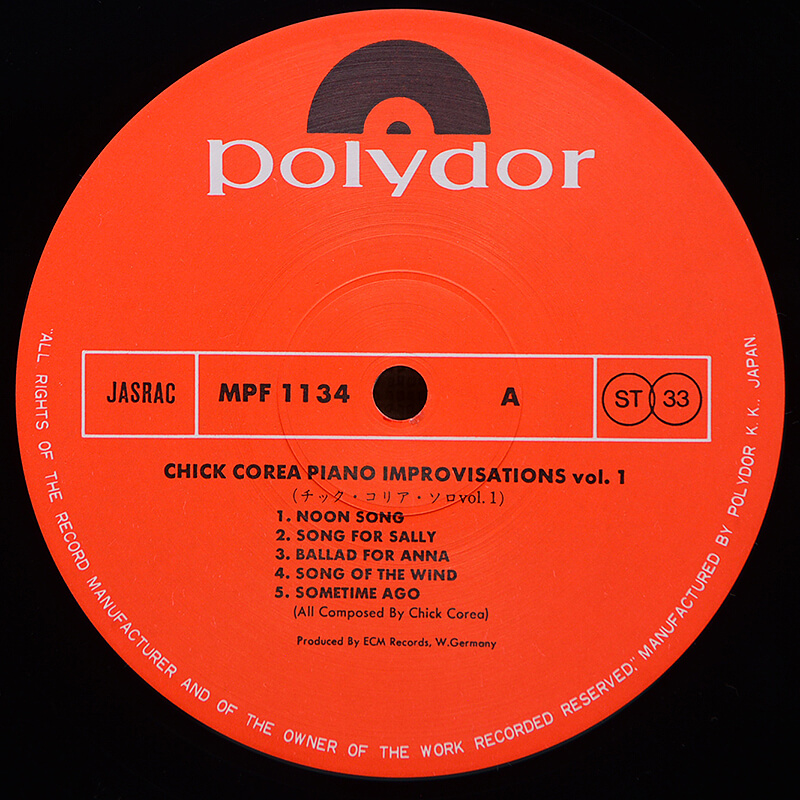 polydor
JASRAC
MPF 1134
A
ST 33
CHICK COREA PIANO IMPROVISATIONS vol. 1
(チック・コリア・ソロvol.1)
1. NOON SONG
2. SONG FOR SALLY
3. BALLAD FOR ANNA
4. SONG OF THE WIND
5. SOMETIME AGO
(All Composed By Chick Corea)
Produced By ECM Records, W.Germany
"ALL RIGHTS OF THE RECORD MANUFACTURER AND OF THE OWNER OF THE WORK RECORDED RESERVED," MANUFACTURED BY POLYDOR K.K., JAPAN.